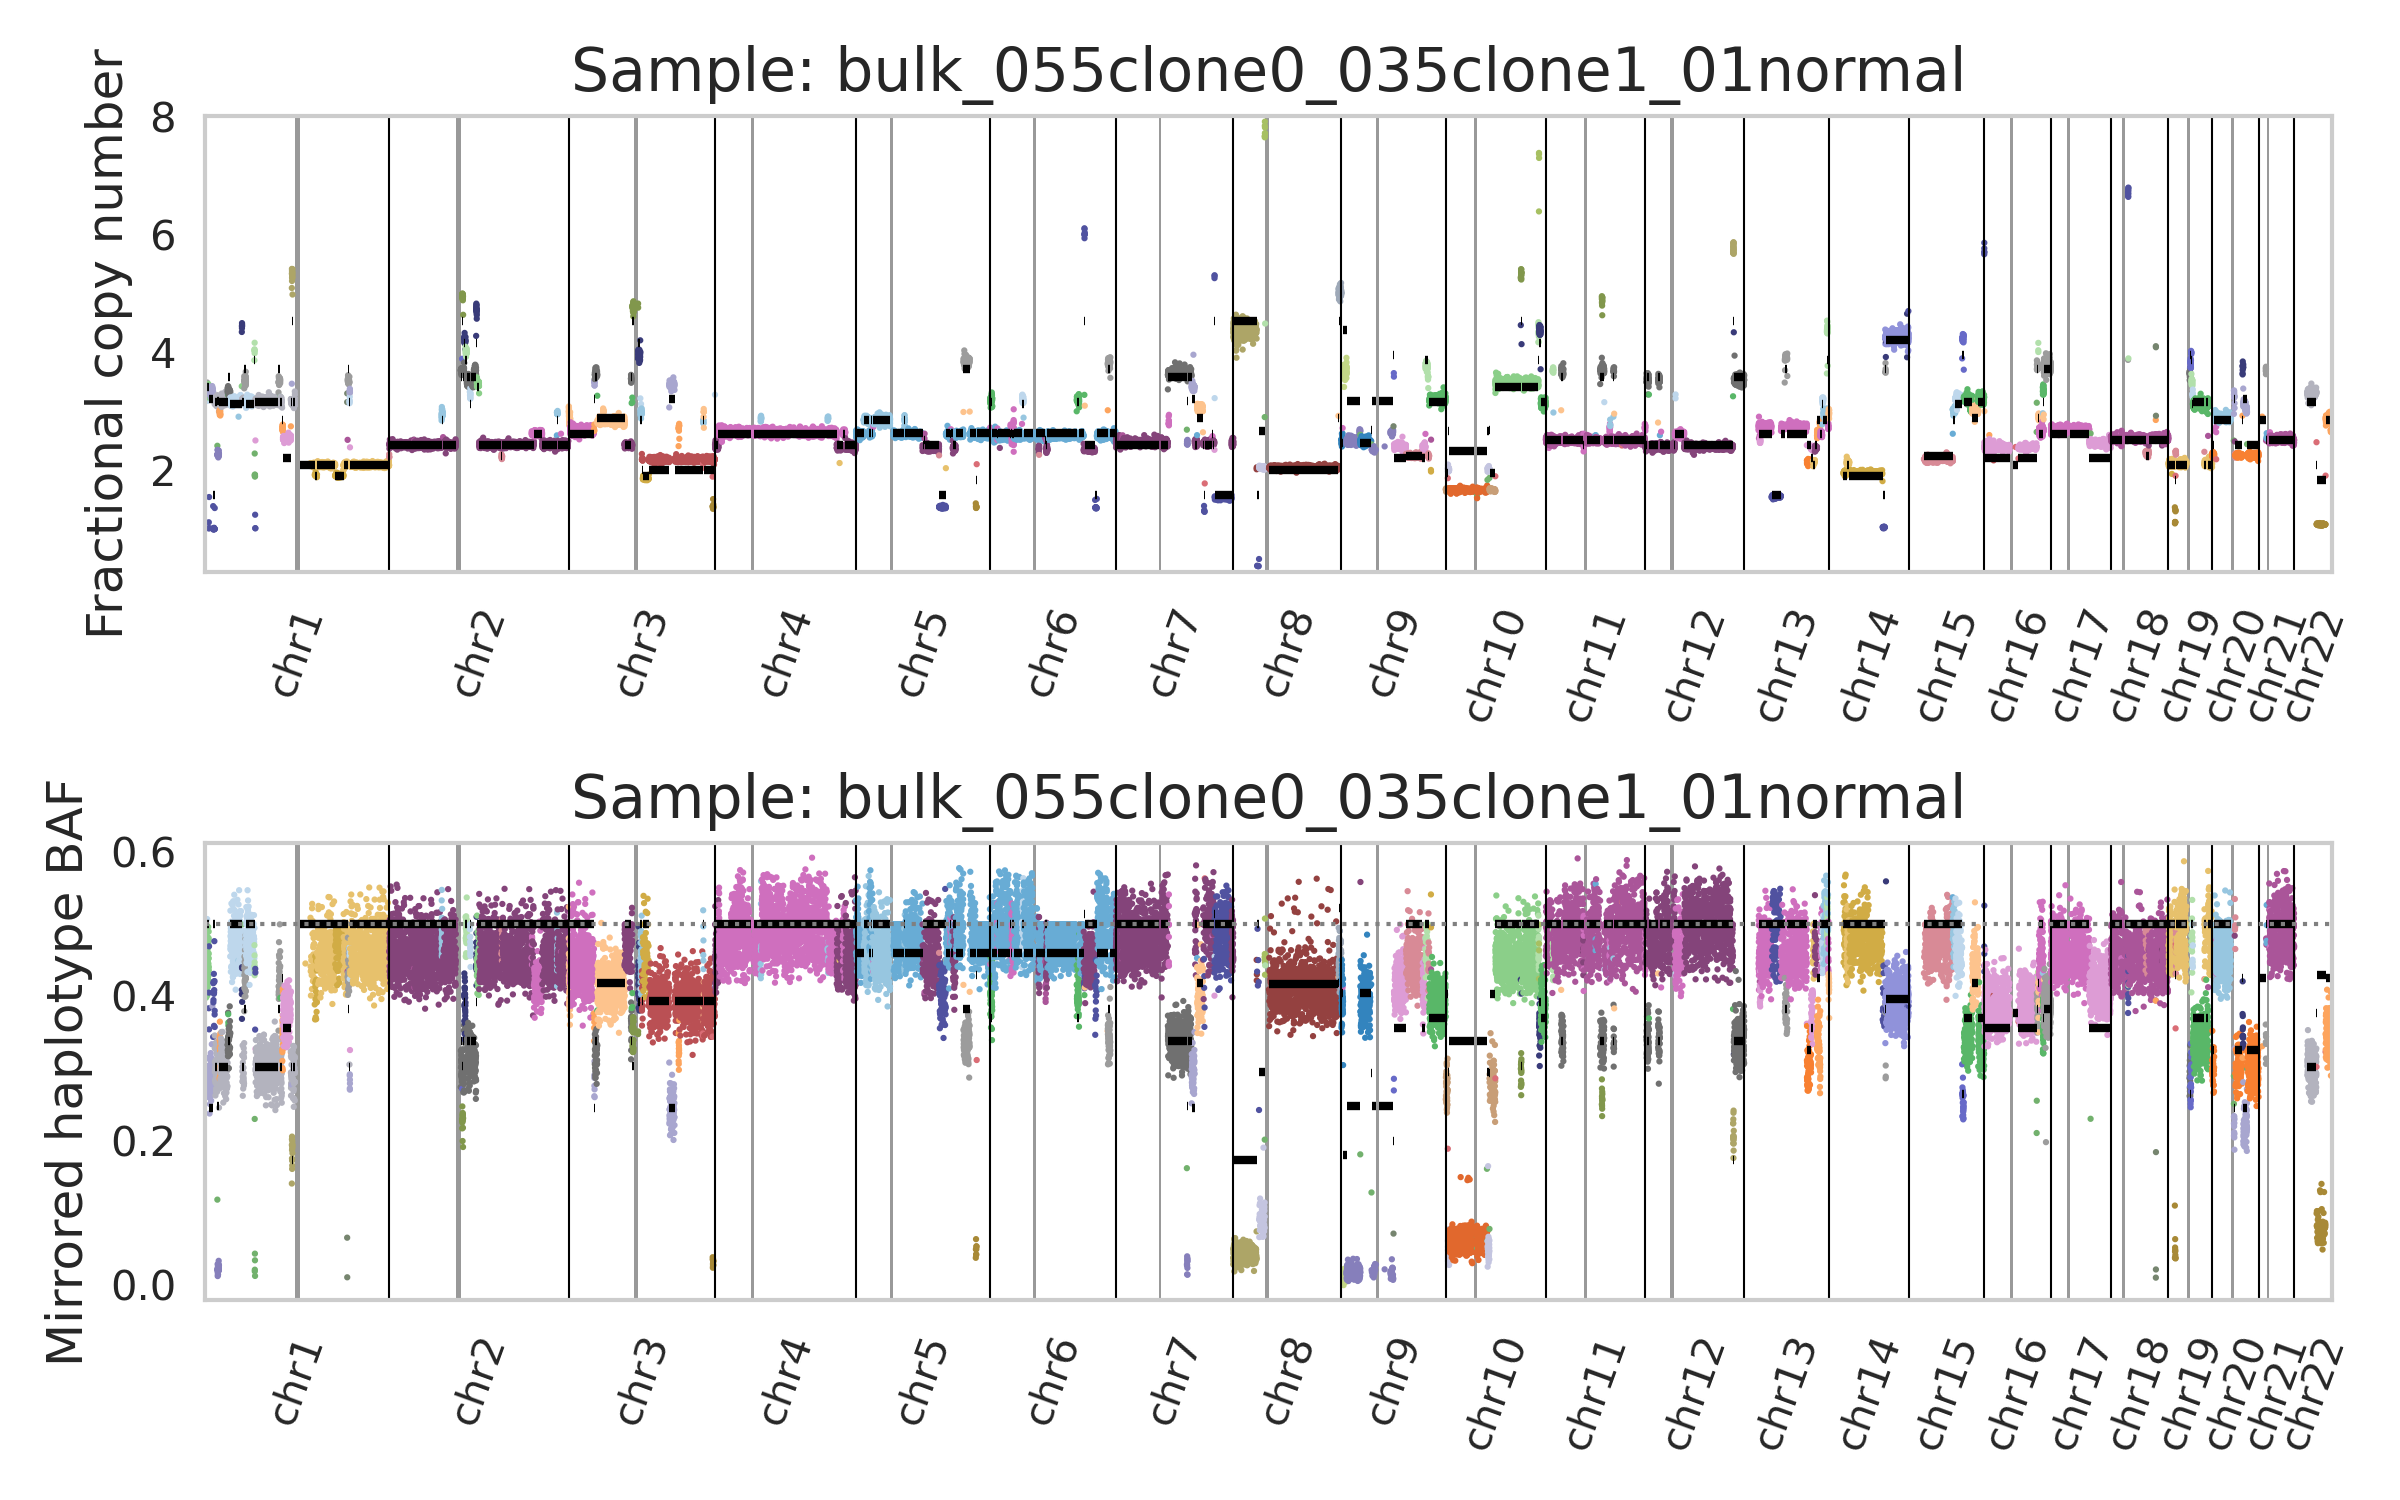 Sample: bulk_055clone0_035clone1_01normal
Fractional copy number
8
6
4
2
chr1
chr2
chr3
chr4
chr5
chr6
chr7
chr8
chr9
chr10
chr11
chr12
chr13
chr14
chr15
chr16
chr17
chr18
chr19
chr20
chr21
chr22
Sample: bulk_055clone0_035clone1_01normal
Mirrored haplotype BAF
0.6
0.4
0.2
0.0
chr1
chr2
chr3
chr4
chr5
chr6
chr7
chr8
chr9
chr10
chr11
chr12
chr13
chr14
chr15
chr16
chr17
chr18
chr19
chr20
chr21
chr22